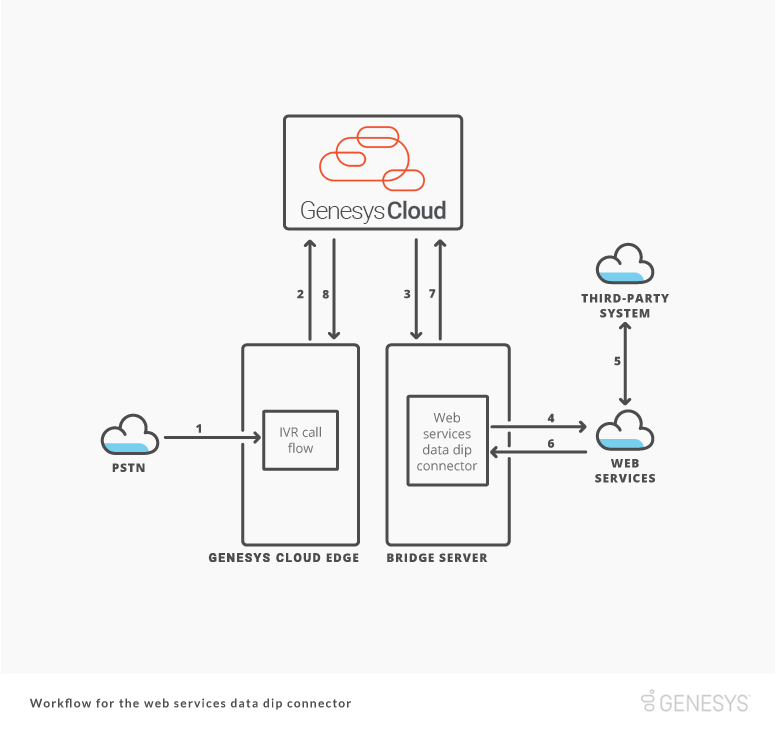 Genesys Cloud
2
8
3
7
THIRD-PARTY
SYSTEM
5
1
IVR call
flow
Web
services
data dip
connector
4
6
PSTN
WEB
SERVICES
GENESYS CLOUD EDGE
BRIDGE SERVER
Workflow for the web services data dip connector
GENESYS